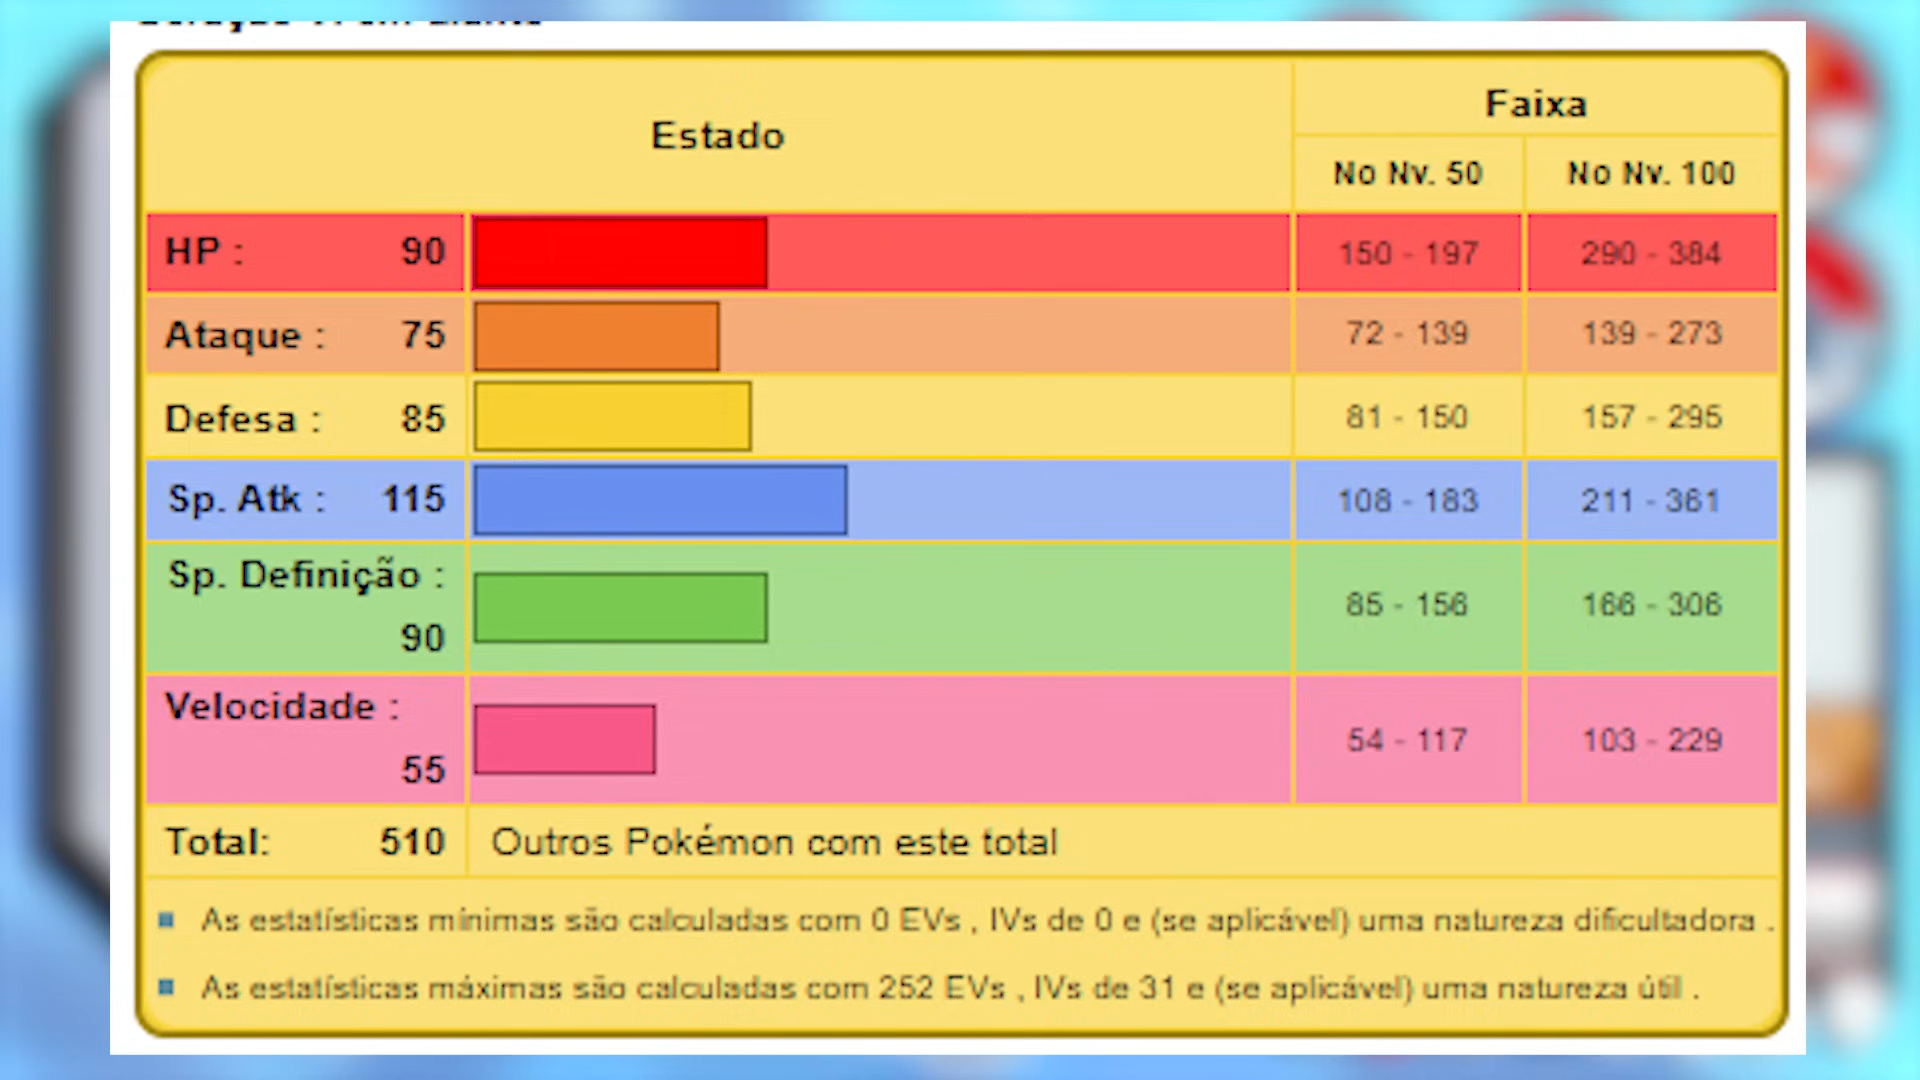 Estado
Faixa
No Nv. 50
No Nv. 100
HP : 90 150 - 197 290 - 384
Ataque : 75 72 - 139 139 - 273
Defesa : 85 81 - 150 157 - 295
Sp. Atk : 115 108 - 183 211 - 361
Sp. Definição :
90 85 - 156 166 - 306
Velocidade :
55 54 - 117 103 - 229
Total: 510 Outros Pokémon com este total
As estatísticas mínimas são calculadas com 0 EVs , IVs de 0 e (se aplicável) uma natureza dificultadora .
As estatísticas máximas são calculadas com 252 EVs , IVs de 31 e (se aplicável) uma natureza útil .